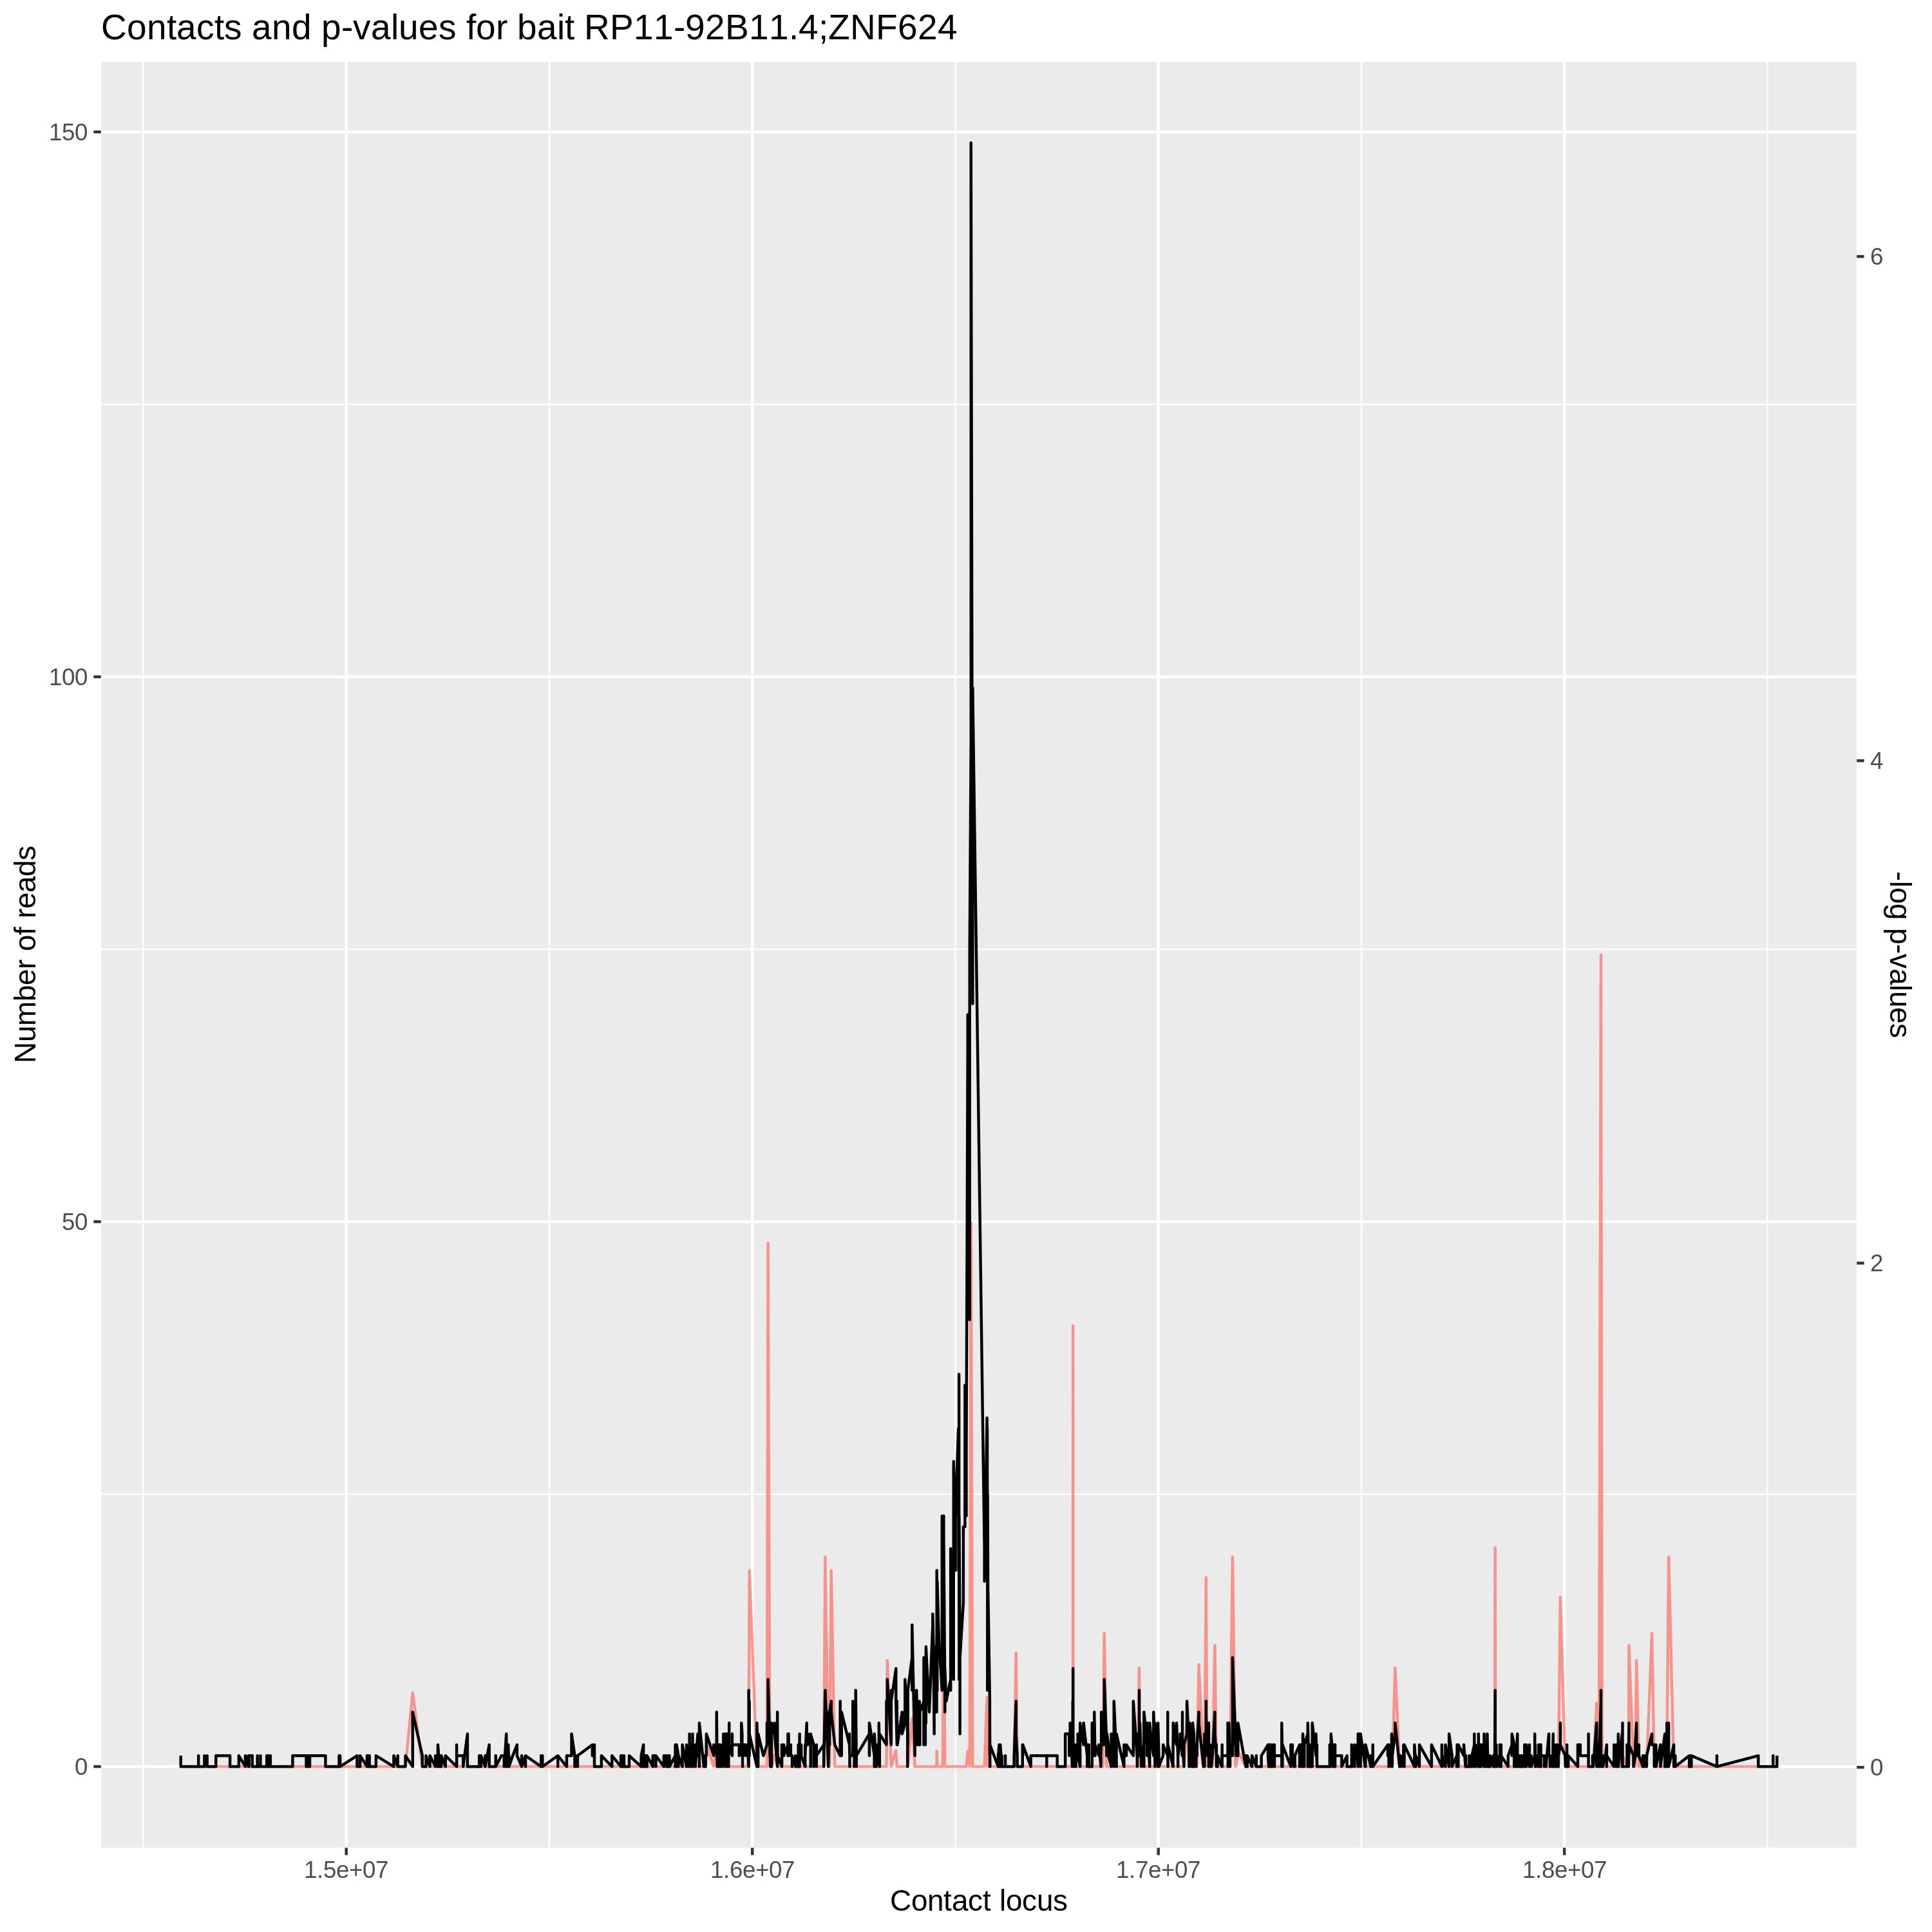 Contacts and p-values for bait RP11-92B11.4;ZNF624
150
100
50
0
Number of reads
6
4
2
0
-log p-values
1.5e+07
1.6e+07
1.7e+07
1.8e+07
Contact locus